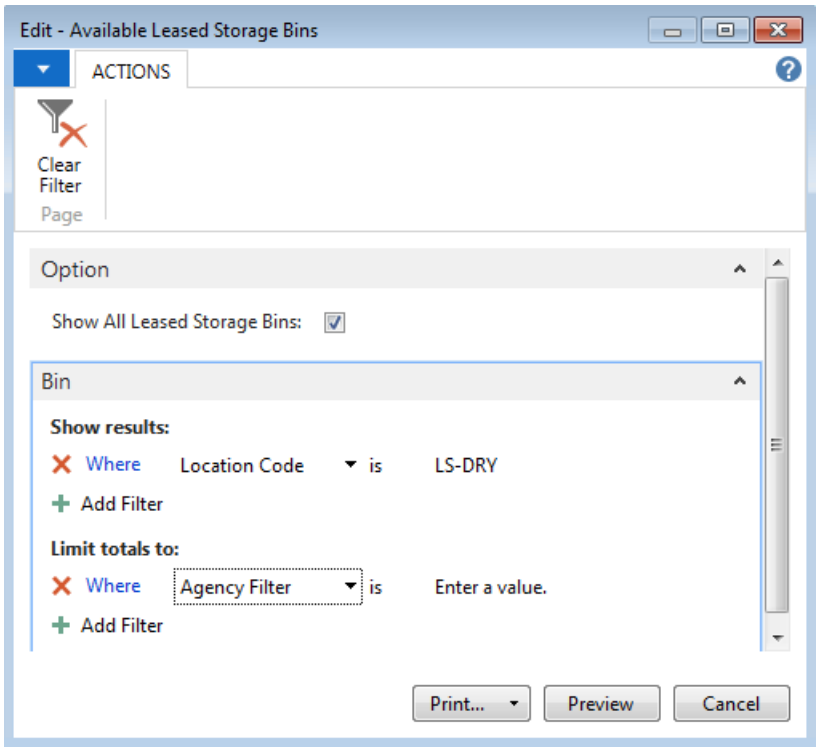 Edit - Available Leased Storage Bins
ACTIONS
Clear
Filter
Page
Option
Show All Leased Storage Bins:
Bin
Show results:
Where Location Code is LS-DRY
Add Filter
Limit totals to:
Where Agency Filter is Enter a value.
Add Filter
Print... Preview Cancel